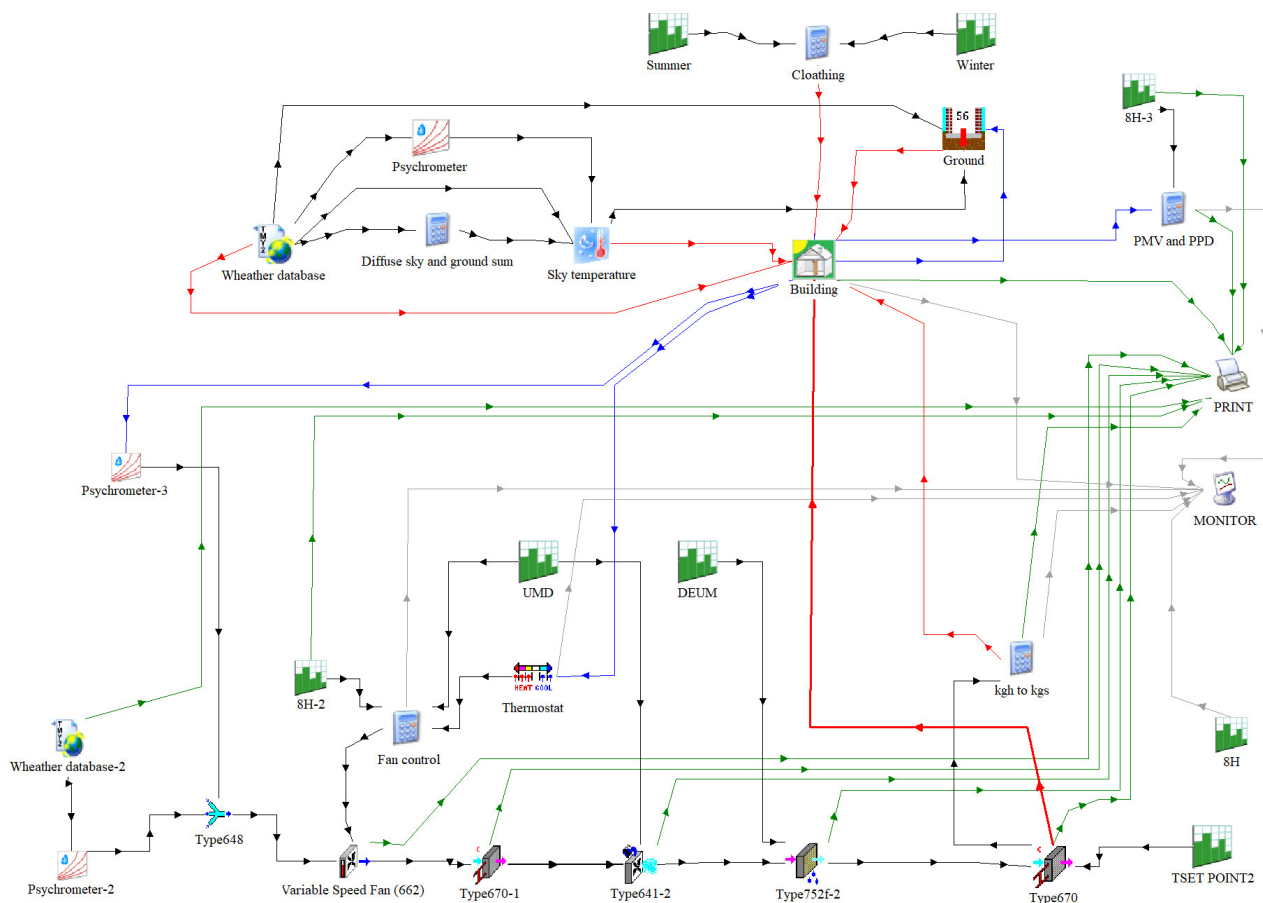 Summer
Cloathing
Winter
8H-3
56
Ground
Psychrometer
TMY2
Wheather database
Diffuse sky and ground sum
Sky temperature
Building
PMV and PPD
PRINT
Psychrometer-3
MONITOR
UMD
DEUM
8H-2
HEAT COOL
Thermostat
kgh to kgs
Fan control
TMY2
Wheather database-2
8H
Type648
Psychrometer-2
Variable Speed Fan (662)
C
Type670-1
Type641-2
Type752f-2
C
Type670
TSET POINT2